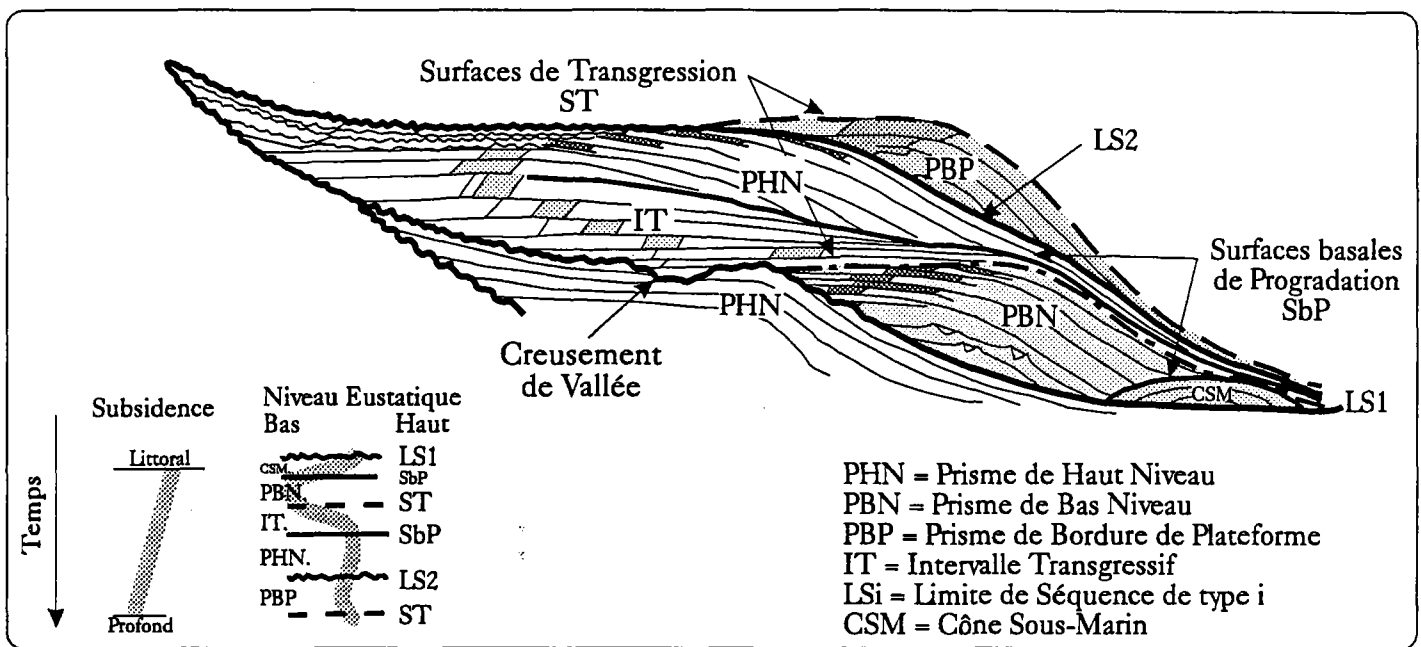 Surfaces de Transgression
ST
LS2
PBP
PHN
IT
Surfaces basales
de Progradation
SbP
PHN
PBN
Creusement
de Vallée
CSM
LS1
Subsidence
Niveau Eustatique
Bas
Haut
Littoral
LS1
CSM.
SbP
PBN.
ST
IT.
SbP
PHN.
LS2
PBP
ST
Profond
Temps
PHN = Prisme de Haut Niveau
PBN = Prisme de Bas Niveau
PBP = Prisme de Bordure de Plateforme
IT = Intervalle Transgressif
LSi = Limite de Séquence de type i
CSM = Cône Sous-Marin